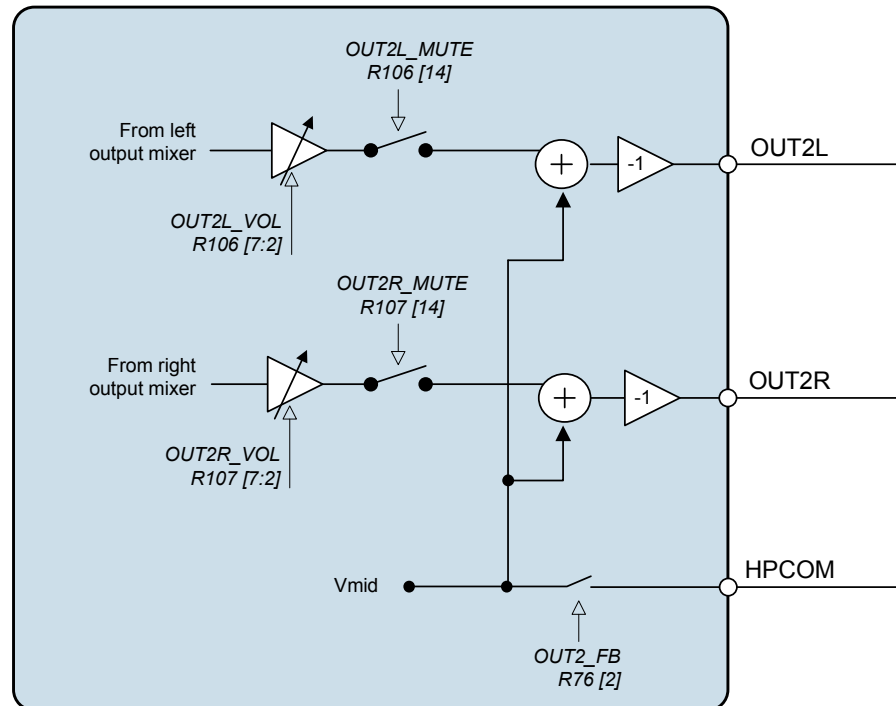 OUT2L_MUTE
R106 [14]
From left
output mixer
+
-1
OUT2L
OUT2L_VOL
R106 [7:2]
OUT2R_MUTE
R107 [14]
From right
output mixer
+
-1
OUT2R
OUT2R_VOL
R107 [7:2]
Vmid
HPCOM
OUT2_FB
R76 [2]